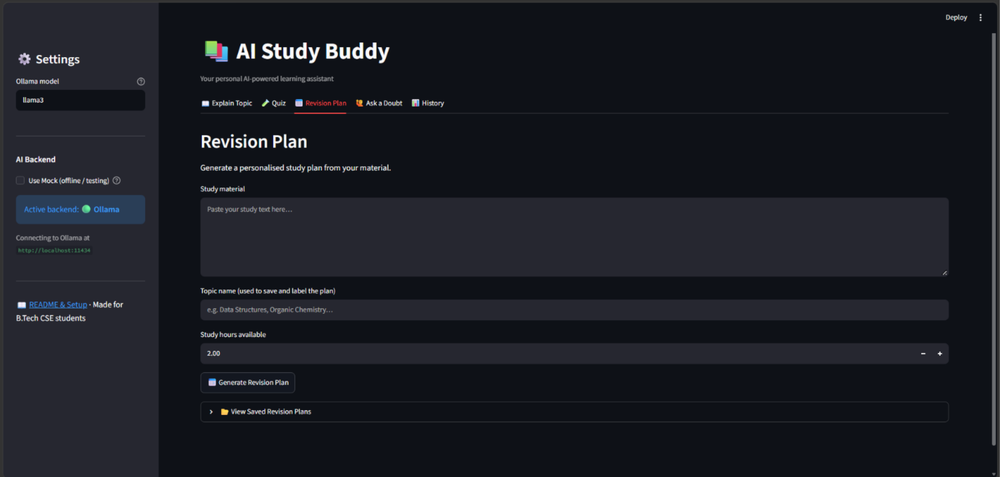 Deploy
Settings
Ollama model
llama3
AI Backend
Use Mock (offline / testing)
Active backend: Ollama
Connecting to Ollama at
http://localhost:11434
README & Setup · Made for
B.Tech CSE students
AI Study Buddy
Your personal AI-powered learning assistant
Explain Topic Quiz Revision Plan Ask a Doubt History
Revision Plan
Generate a personalised study plan from your material.
Study material
Paste your study text here...
Topic name (used to save and label the plan)
e.g. Data Structures, Organic Chemistry...
Study hours available
2.00
Generate Revision Plan
View Saved Revision Plans